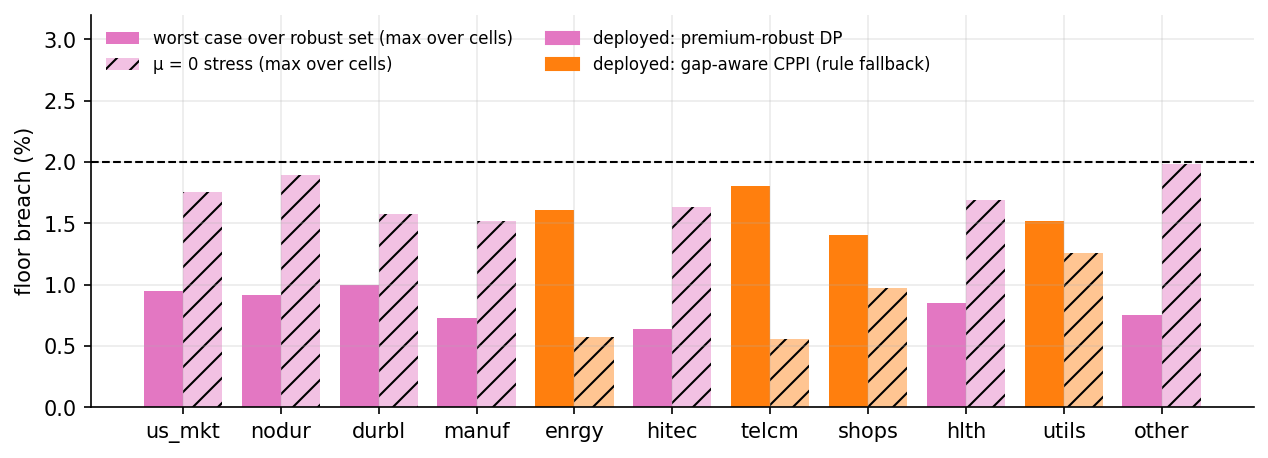 worst case over robust set (max over cells)
μ = 0 stress (max over cells)
deployed: premium-robust DP
deployed: gap-aware CPPI (rule fallback)
floor breach (%)
3.0
2.5
2.0
1.5
1.0
0.5
0.0
us_mkt nodur durbl manuf enrgy hitec telcm shops hlth utils other